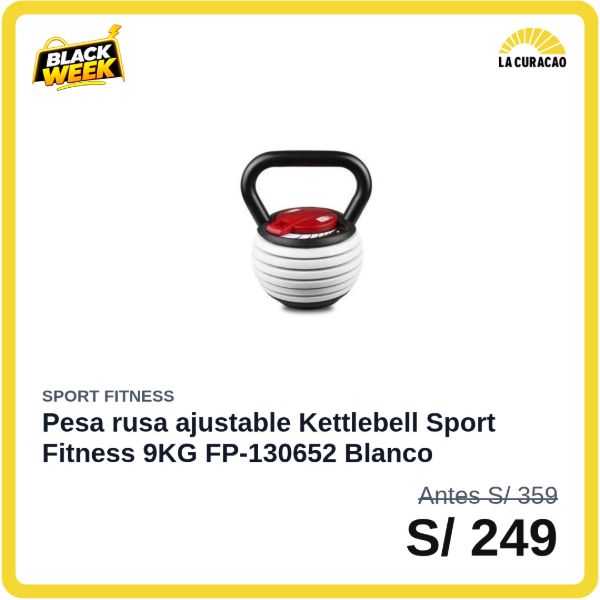 BLACK
WEEK
LA CURACAO
SPORT FITNESS
Pesa rusa ajustable Kettlebell Sport
Fitness 9KG FP-130652 Blanco
Antes S/ 359
S/ 249